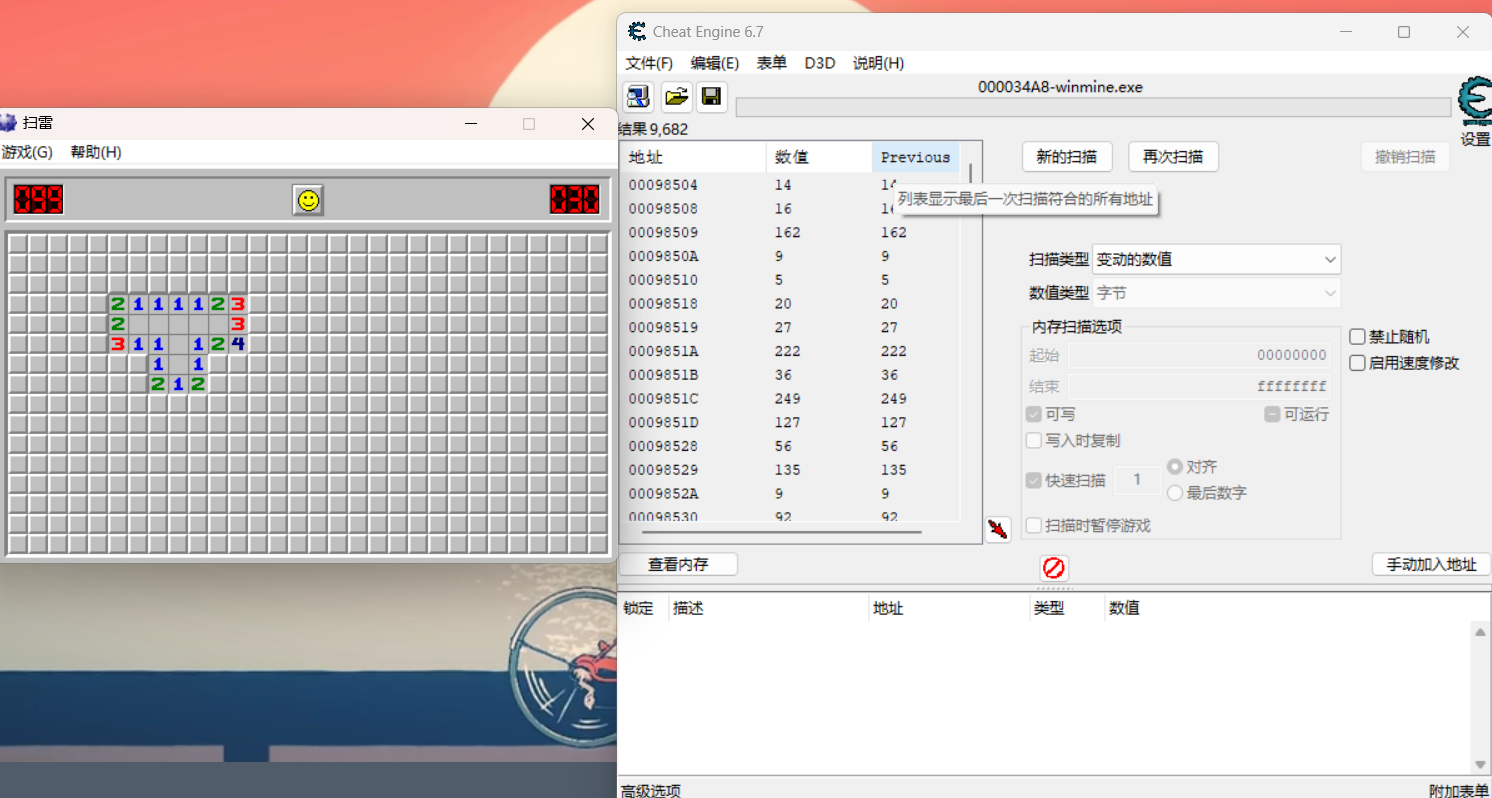 Cheat Engine 6.7
文件(F) 编辑(E) 表单 D3D 说明(H)
000034A8-winmine.exe
结果 9,682
设置
地址 数值 Previous
00098504 14 14
00098508 16
00098509 162 162
0009850A 9 9
00098510 5 5
00098518 20 20
00098519 27 27
0009851A 222 222
0009851B 36 36
0009851C 249 249
0009851D 127 127
00098528 56 56
00098529 135 135
0009852A 9 9
00098530 92 92
列表显示最后一次扫描符合的所有地址
新的扫描 再次扫描 撤销扫描
扫描类型 变动的数值
数值类型 字节
内存扫描选项
起始 00000000
结束 ffffffff
可写 可运行
写入时复制
快速扫描 1 对齐
最后数字
扫描时暂停游戏
禁止随机
启用速度修改
查看内存 手动加入地址
锁定 描述 地址 类型 数值
高级选项 附加表单
扫雷
游戏(G) 帮助(H)
2 1 1 1 1 2 3
2 3
3 1 1 1 2 4
1 1
2 1 2